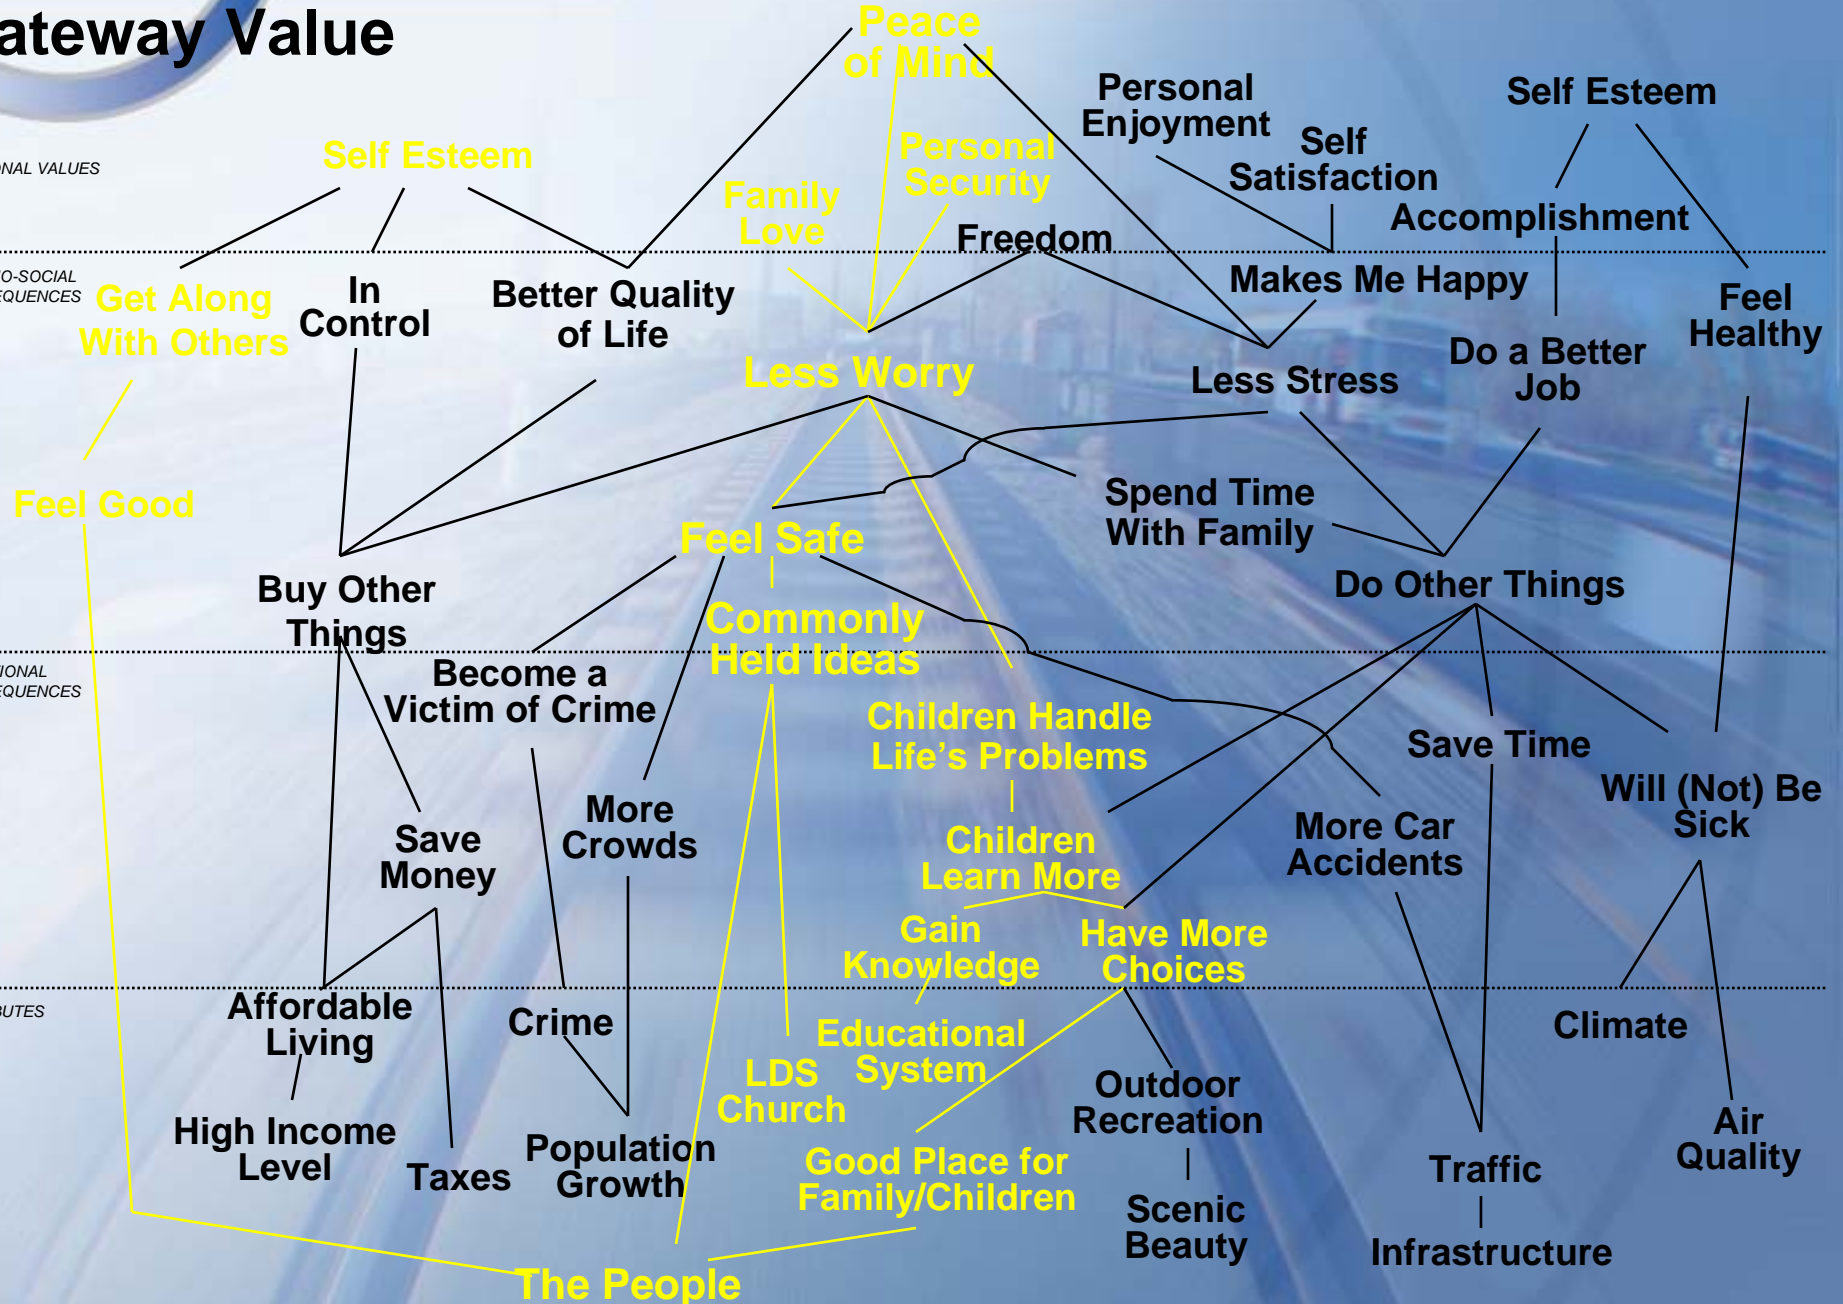 ateway Value
Peace
of Mind
Personal
Enjoyment
Self Esteem
Self Esteem
Personal
Security
Self
Satisfaction
ONAL VALUES
Family
Love
Accomplishment
Freedom
O-SOCIAL
EQUENCES
Get Along
With Others
In
Control
Better Quality
of Life
Makes Me Happy
Feel
Healthy
Less Worry
Less Stress
Do a Better
Job
Feel Good
Spend Time
With Family
Feel Safe
Buy Other
Things
Do Other Things
Commonly
Held Ideas
TIONAL
EQUENCES
Become a
Victim of Crime
Children Handle
Life's Problems
Save Time
Will (Not) Be
Sick
Save
Money
More
Crowds
Children
Learn More
More Car
Accidents
Gain
Knowledge
Have More
Choices
BUTES
Affordable
Living
Crime
Educational
System
Climate
LDS
Church
Outdoor
Recreation
High Income
Level
Taxes
Population
Growth
Good Place for
Family/Children
Traffic
Air
Quality
Scenic
Beauty
Infrastructure
The People